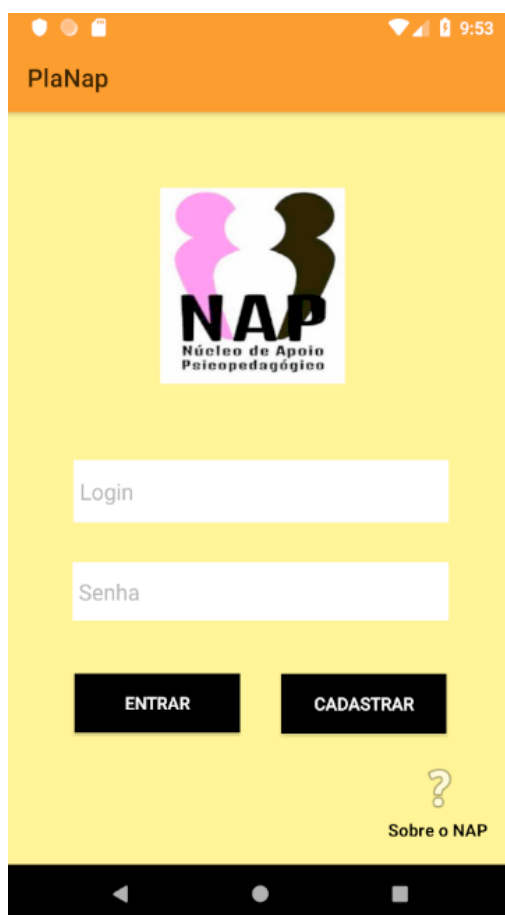 9:53
PlaNap
NAP
Núcleo de Apoio
Psicopedagógico
Login
Senha
ENTRAR
CADASTRAR
?
Sobre o NAP